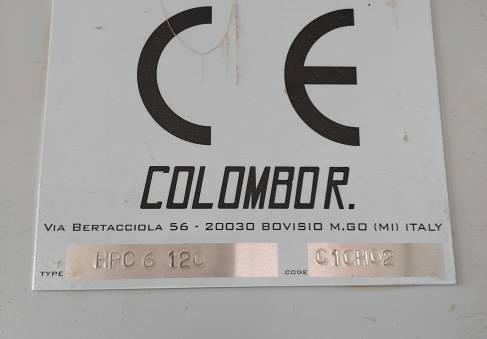 CE
COLOMBO R.
VIA BERTACCIOLA 56 - 20030 BOVISIO M.GO (MI) ITALY
TYPE HPC 6 120 CODE C1CH02